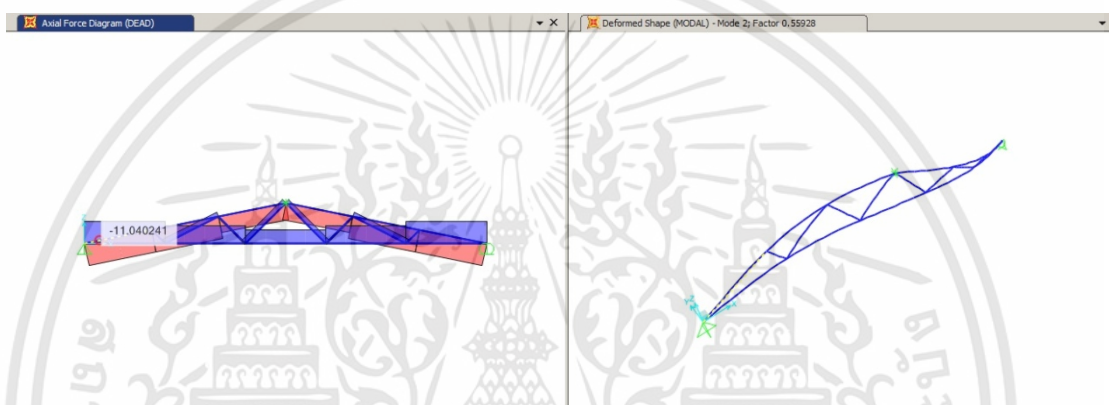 Axial Force Diagram (DEAD)
Deformed Shape (MODAL) - Mode 2; Factor 0.55928
-11.040241